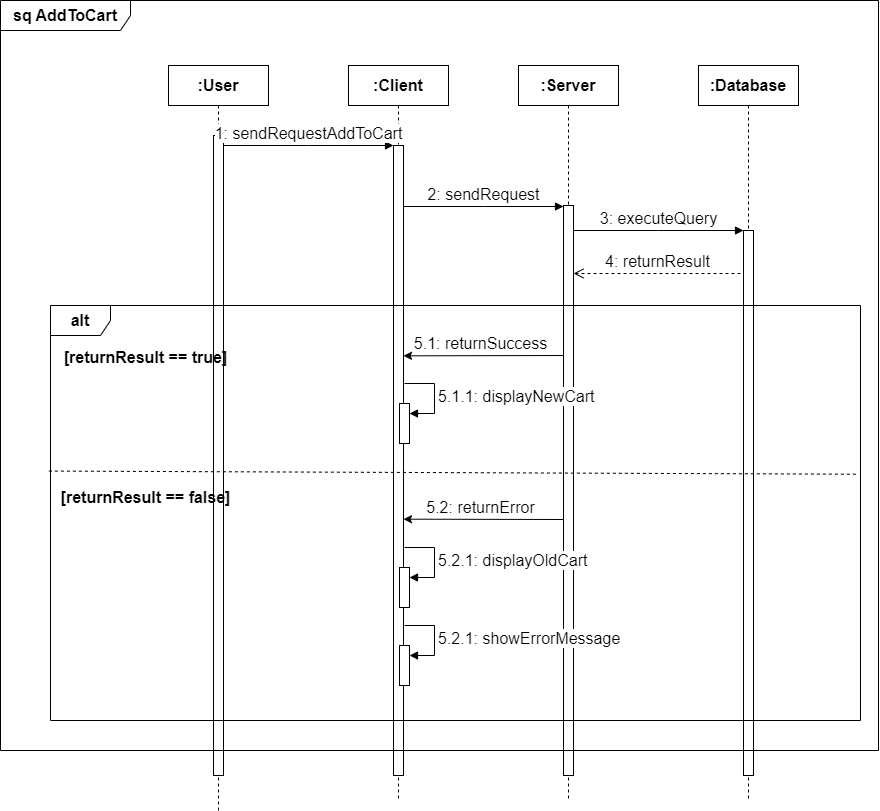 sq AddToCart
:User
:Client
:Server
:Database
1: sendRequestAddToCart
2: sendRequest
3: executeQuery
4: returnResult
alt
5.1: returnSuccess
[returnResult == true]
5.1.1: displayNewCart
[returnResult == false]
5.2: returnError
5.2.1: displayOldCart
5.2.1: showErrorMessage